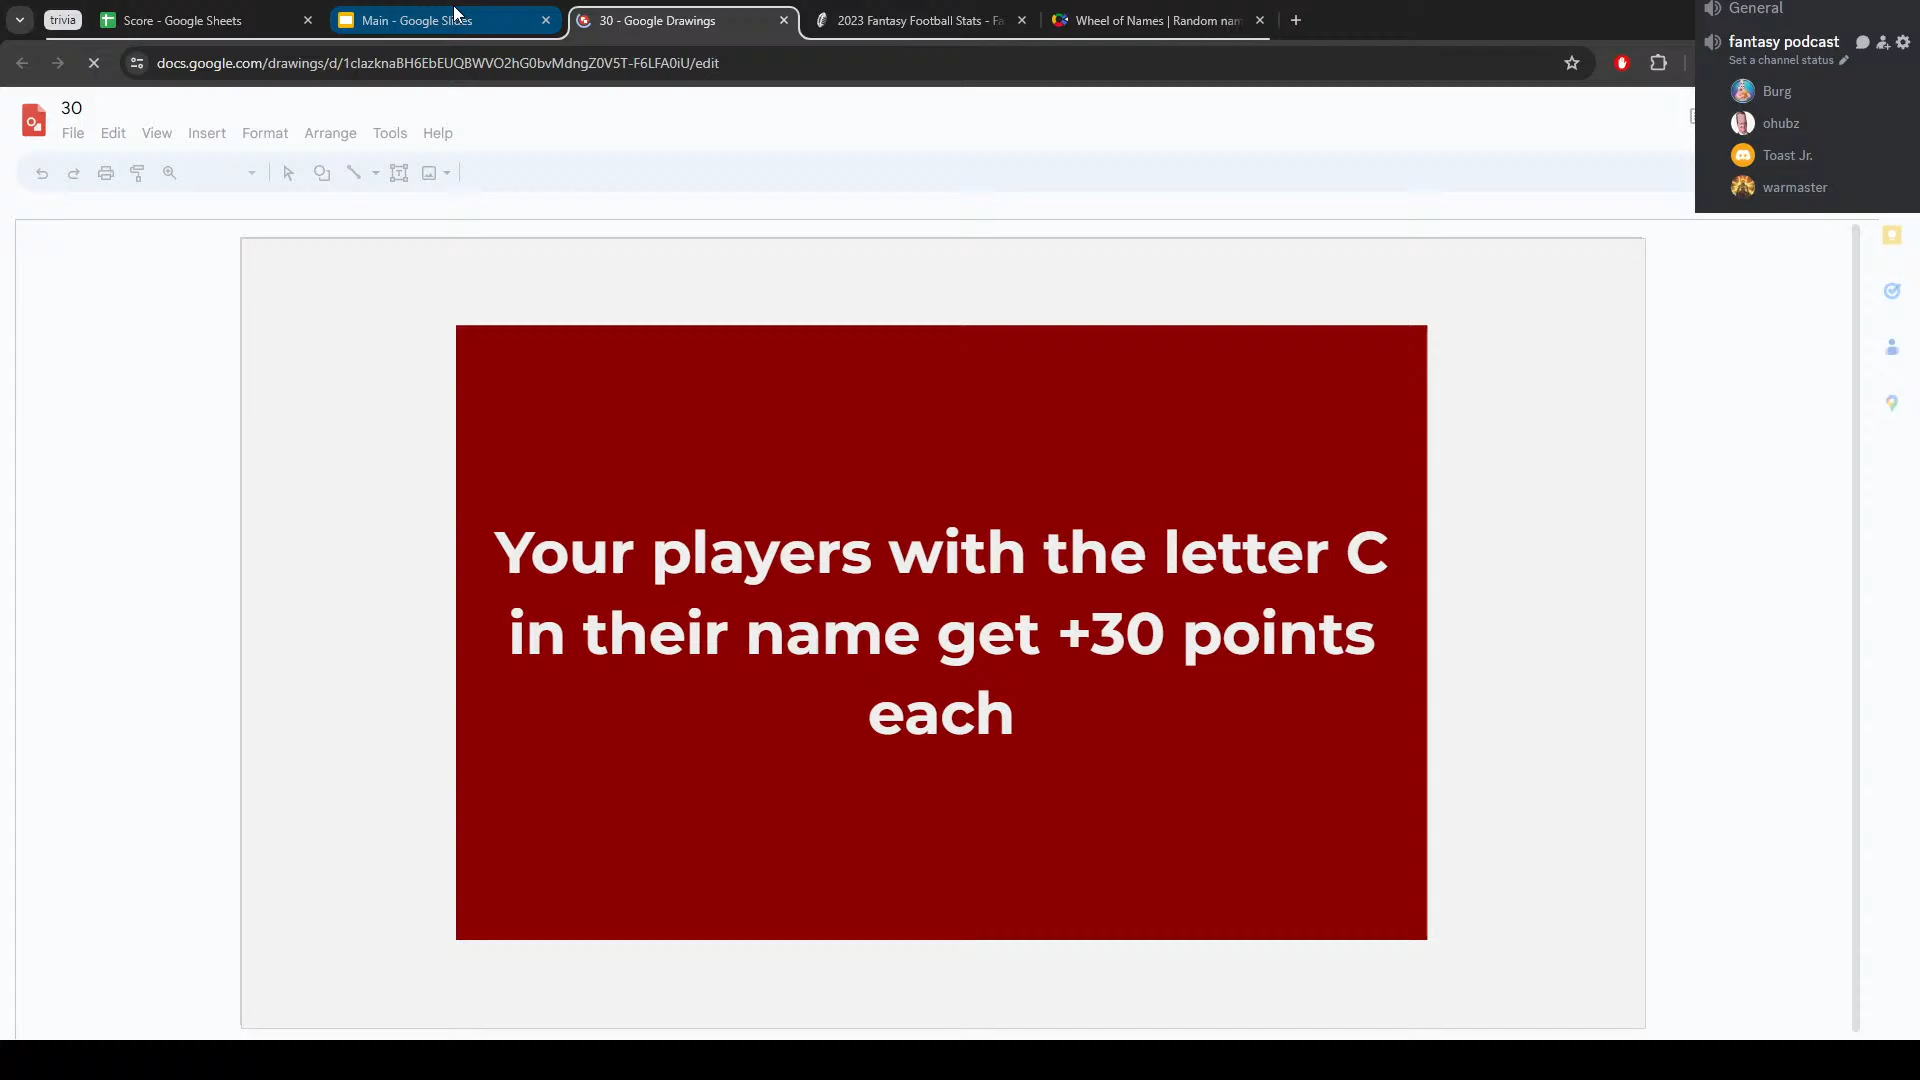 trivia
Score - Google Sheets
Main - Google Slides
30 - Google Drawings
2023 Fantasy Football Stats - Fa
Wheel of Names | Random nam
docs.google.com/drawings/d/1clazknaBH6EbEUQBWVO2hG0bvMdngZ0V5T-F6LFA0iU/edit
General
fantasy podcast
Set a channel status
Burg
ohubz
Toast Jr.
warmaster
30
File Edit View Insert Format Arrange Tools Help
Your players with the letter C
in their name get +30 points
each